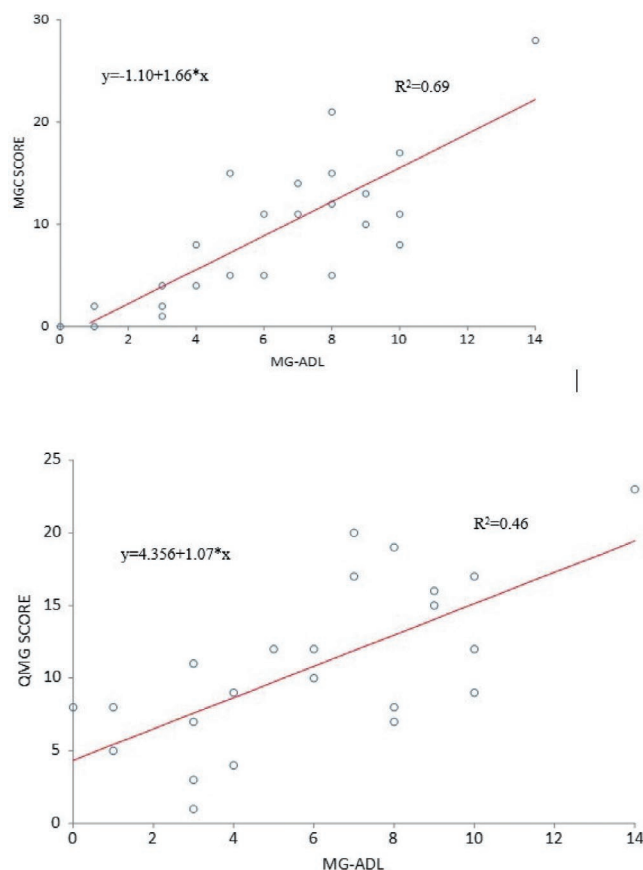 30
y=-1.10+1.66*x
R²=0.69
20
MGC SCORE
10
0
0 2 4 6 8 10 12 14
MG-ADL
25
R²=0.46
20
y=4.356+1.07*x
15
QMG SCORE
10
5
0
0 2 4 6 8 10 12 14
MG-ADL